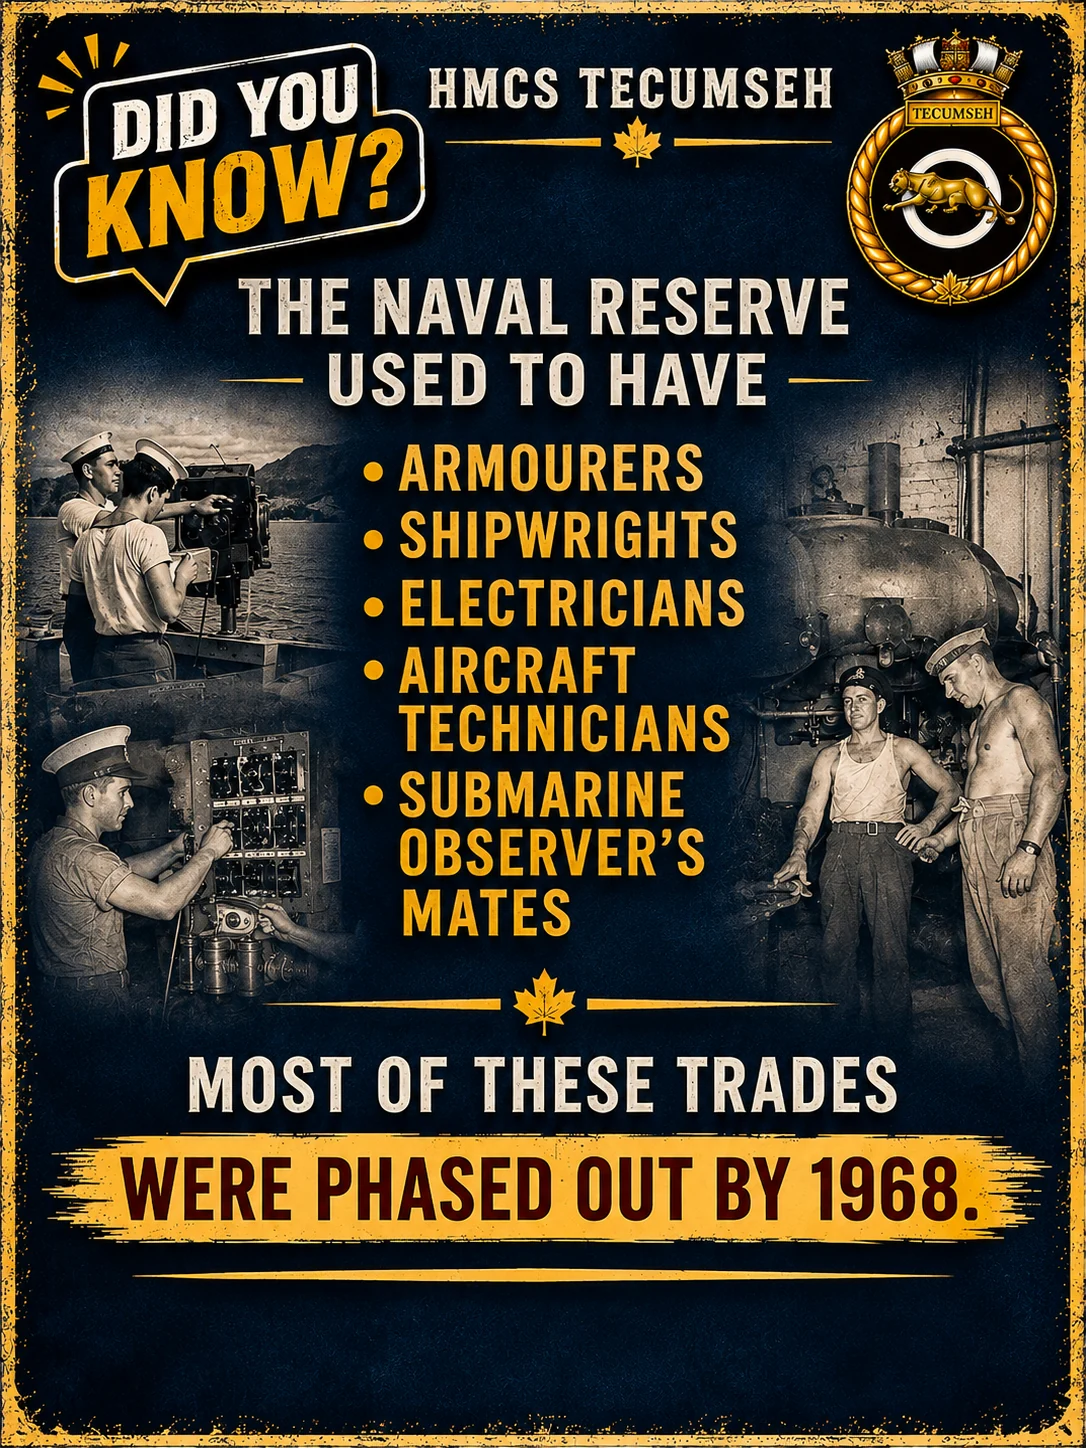 DID YOU
KNOW?
HMCS TECUMSEH
TECUMSEH
THE NAVAL RESERVE
USED TO HAVE
• ARMOURERS
• SHIPWRIGHTS
• ELECTRICIANS
• AIRCRAFT
TECHNICIANS
• SUBMARINE
OBSERVER'S
MATES
MOST OF THESE TRADES
WERE PHASED OUT BY 1968.